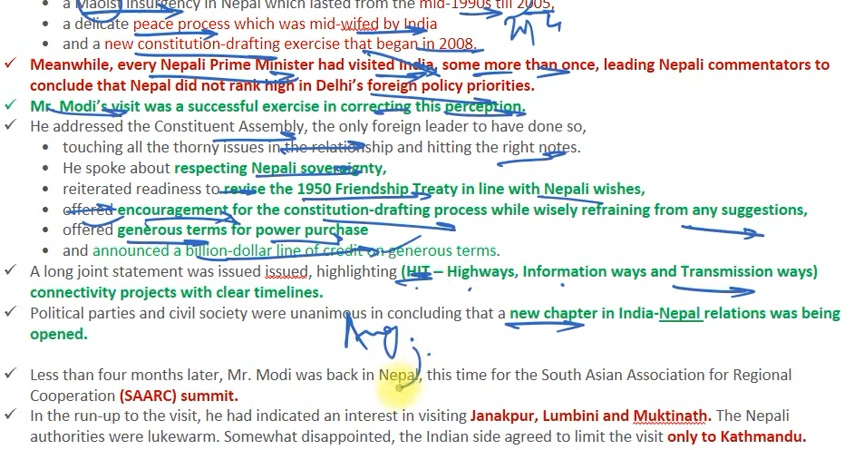 a Maoist insurgency in Nepal which lasted from the mid-1990s till 2005,
a delicate peace process which was mid-wifed by India
and a new constitution-drafting exercise that began in 2008.
Meanwhile, every Nepali Prime Minister had visited India, some more than once, leading Nepali commentators to
conclude that Nepal did not rank high in Delhi's foreign policy priorities.
Mr. Modi's visit was a successful exercise in correcting this perception.
He addressed the Constituent Assembly, the only foreign leader to have done so,
touching all the thorny issues in the relationship and hitting the right notes.
He spoke about respecting Nepali sovereignty,
reiterated readiness to revise the 1950 Friendship Treaty in line with Nepali wishes,
offered encouragement for the constitution-drafting process while wisely refraining from any suggestions,
offered generous terms for power purchase
and announced a billion-dollar line of credit on generous terms.
A long joint statement was issued issued, highlighting (HIT – Highways, Information ways and Transmission ways)
connectivity projects with clear timelines.
Political parties and civil society were unanimous in concluding that a new chapter in India-Nepal relations was being
opened.
Less than four months later, Mr. Modi was back in Nepal, this time for the South Asian Association for Regional
Cooperation (SAARC) summit.
In the run-up to the visit, he had indicated an interest in visiting Janakpur, Lumbini and Muktinath. The Nepali
authorities were lukewarm. Somewhat disappointed, the Indian side agreed to limit the visit only to Kathmandu.